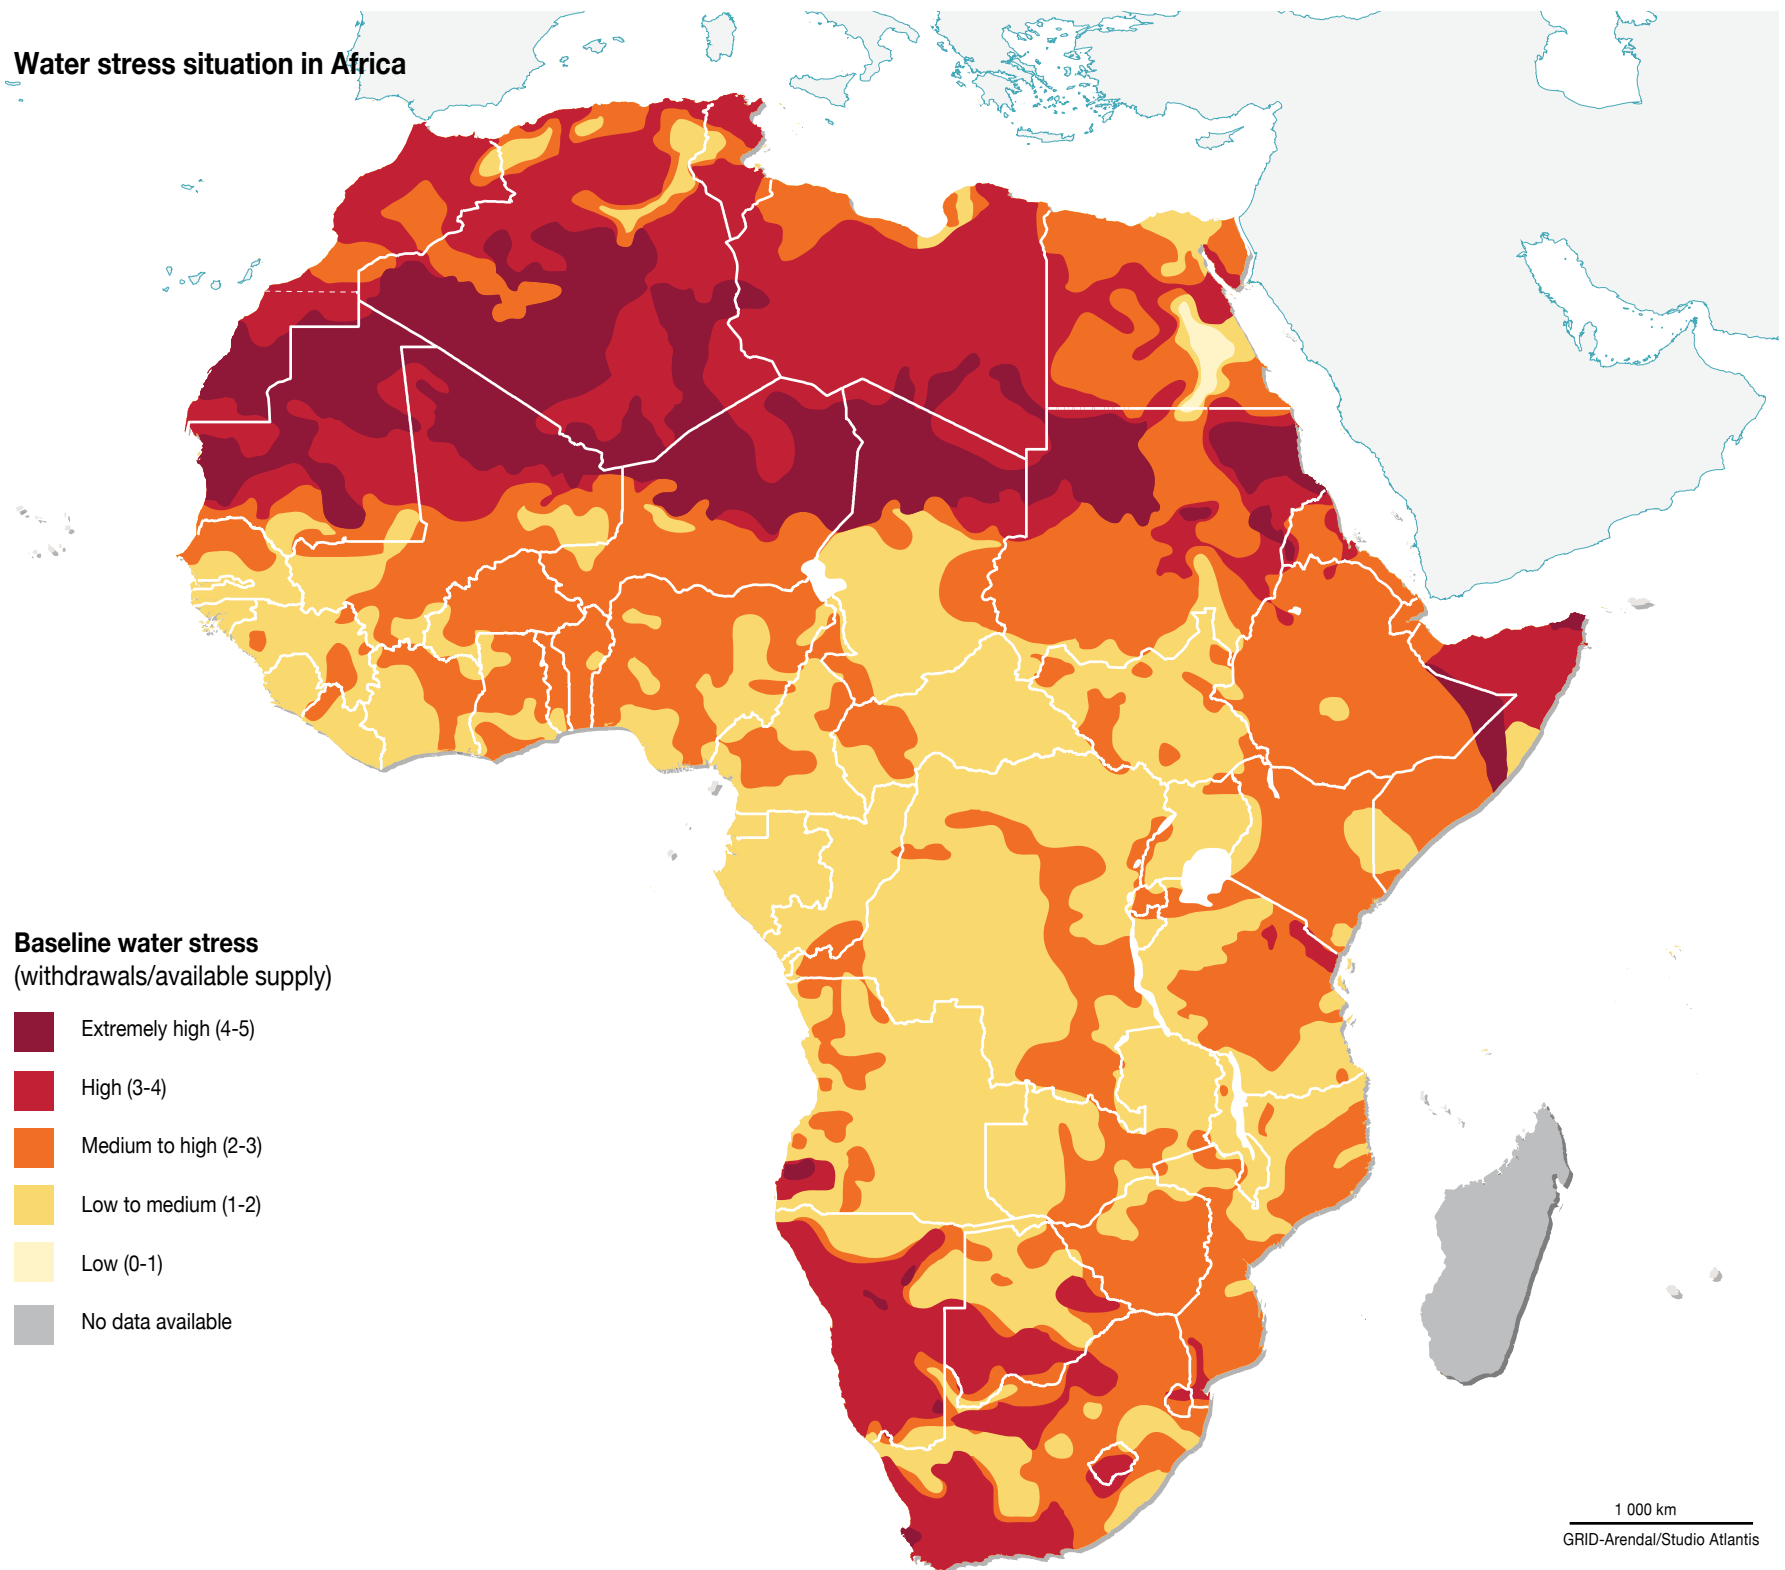 Water stress situation in Africa
Baseline water stress
(withdrawals/available supply)
Extremely high (4-5)
High (3-4)
Medium to high (2-3)
Low to medium (1-2)
Low (0-1)
No data available
1 000 km
GRID-Arendal/Studio Atlantis